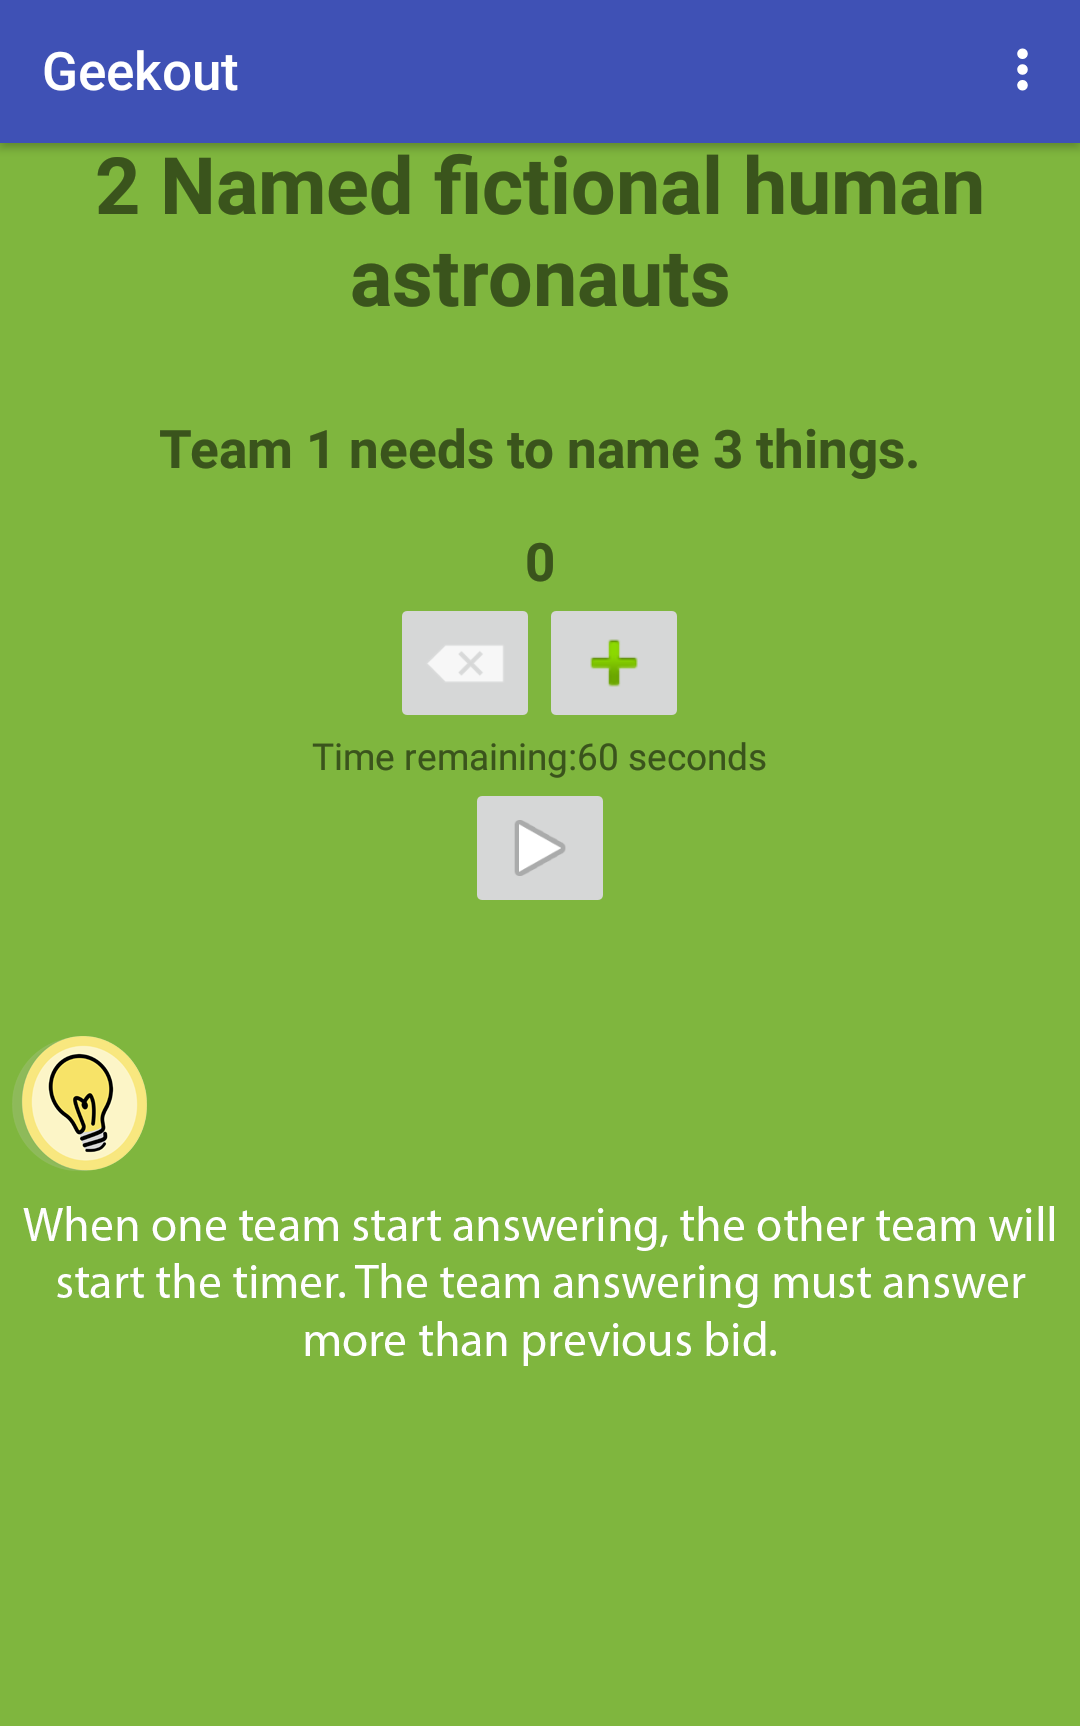 Geekout
2 Named fictional human
astronauts
Team 1 needs to name 3 things.
0
Time remaining:60 seconds
When one team start answering, the other team will
start the timer. The team answering must answer
more than previous bid.